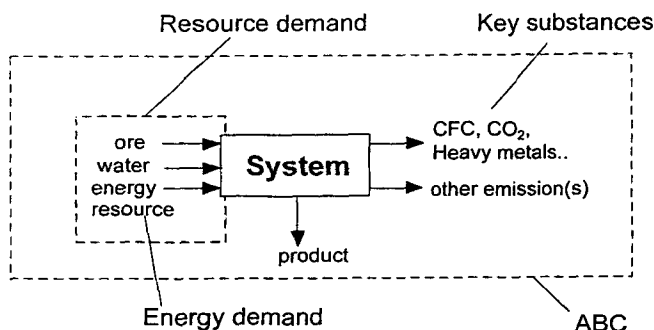 Resource demand
Key substances
ore
water
energy
resource
System
CFC, CO₂,
Heavy metals..
other emission(s)
product
Energy demand
ABC